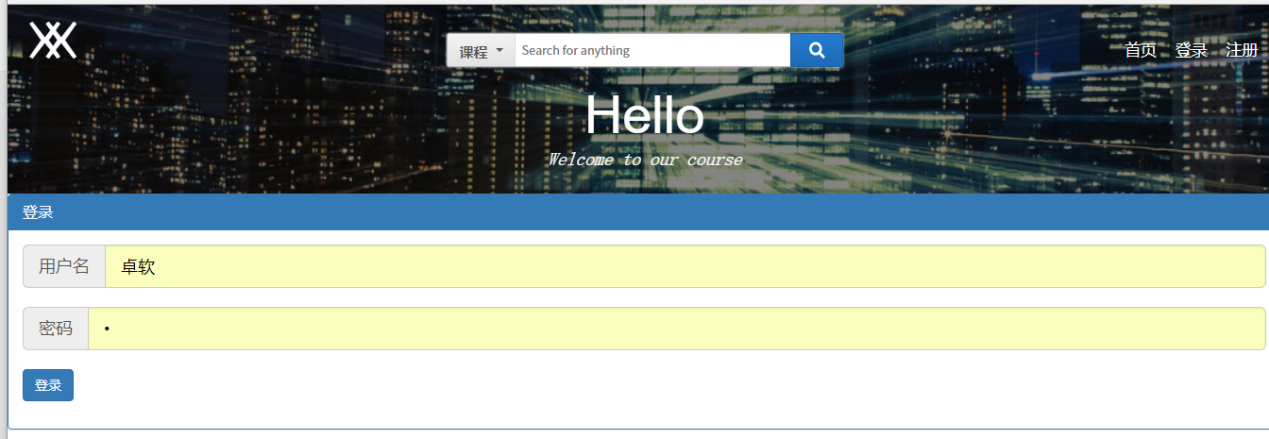 课程 Search for anything
首页 登录 注册
Hello
Welcome to our course
登录
用户名 卓软
密码 •
登录